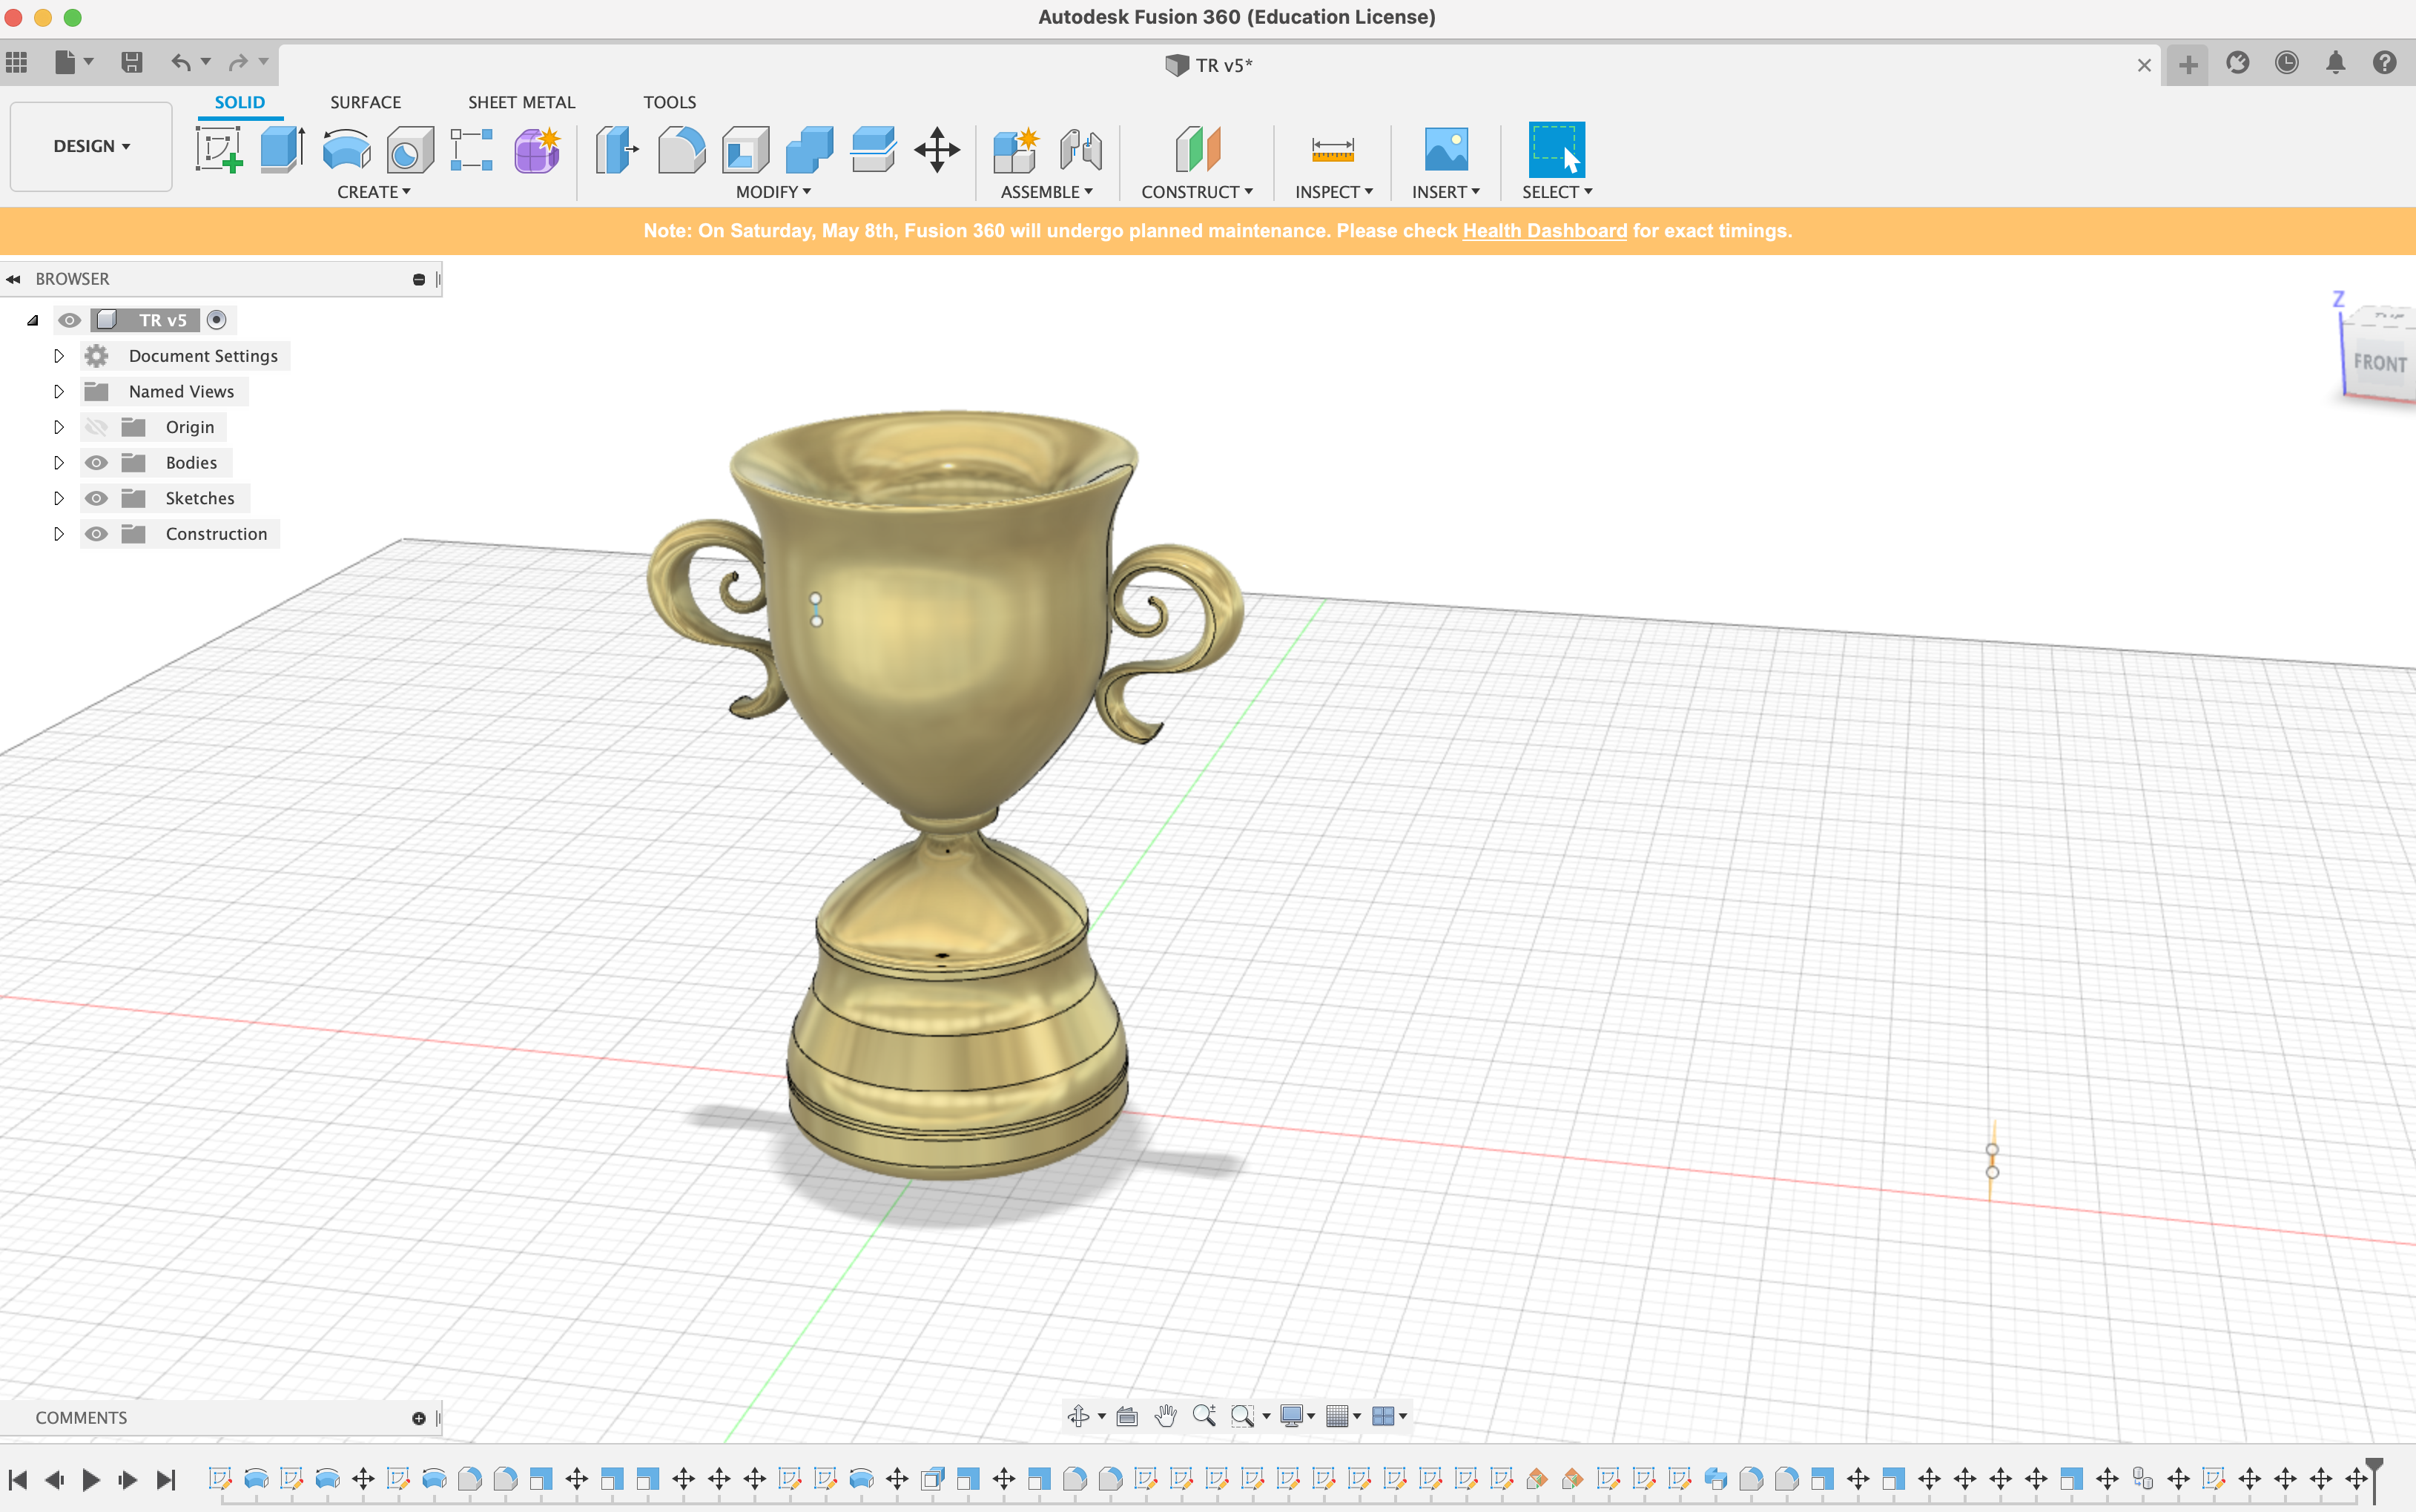 Autodesk Fusion 360 (Education License)
TR v5*
SOLID SURFACE SHEET METAL TOOLS
DESIGN
CREATE MODIFY ASSEMBLE CONSTRUCT INSPECT INSERT SELECT
Note: On Saturday, May 8th, Fusion 360 will undergo planned maintenance. Please check Health Dashboard for exact timings.
BROWSER
TR v5
Document Settings
Named Views
Origin
Bodies
Sketches
Construction
Z
TOP
FRONT
COMMENTS